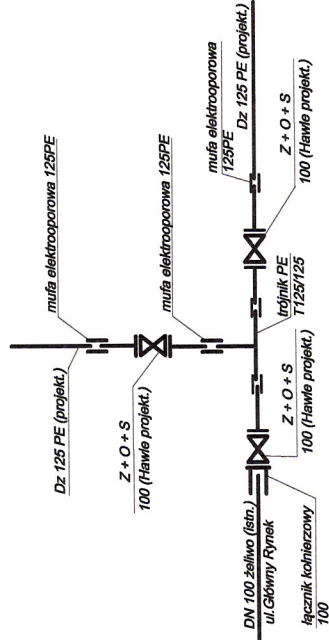 mufa elektrooporowa 125PE
mufa elektrooporowa 125PE
Dz 125 PE (projekt.)
Z + O + S
100 (Hawle projekt.)
mufa elektrooporowa
125PE
Dz 125 PE (projekt.)
Z + O + S
100 (Hawle projekt.)
trójnik PE
T125/125
Z + O + S
100 (Hawle projekt.)
DN 100 żeliwo (istn.)
ul.Główny Rynek
łącznik kołnierzowy
100